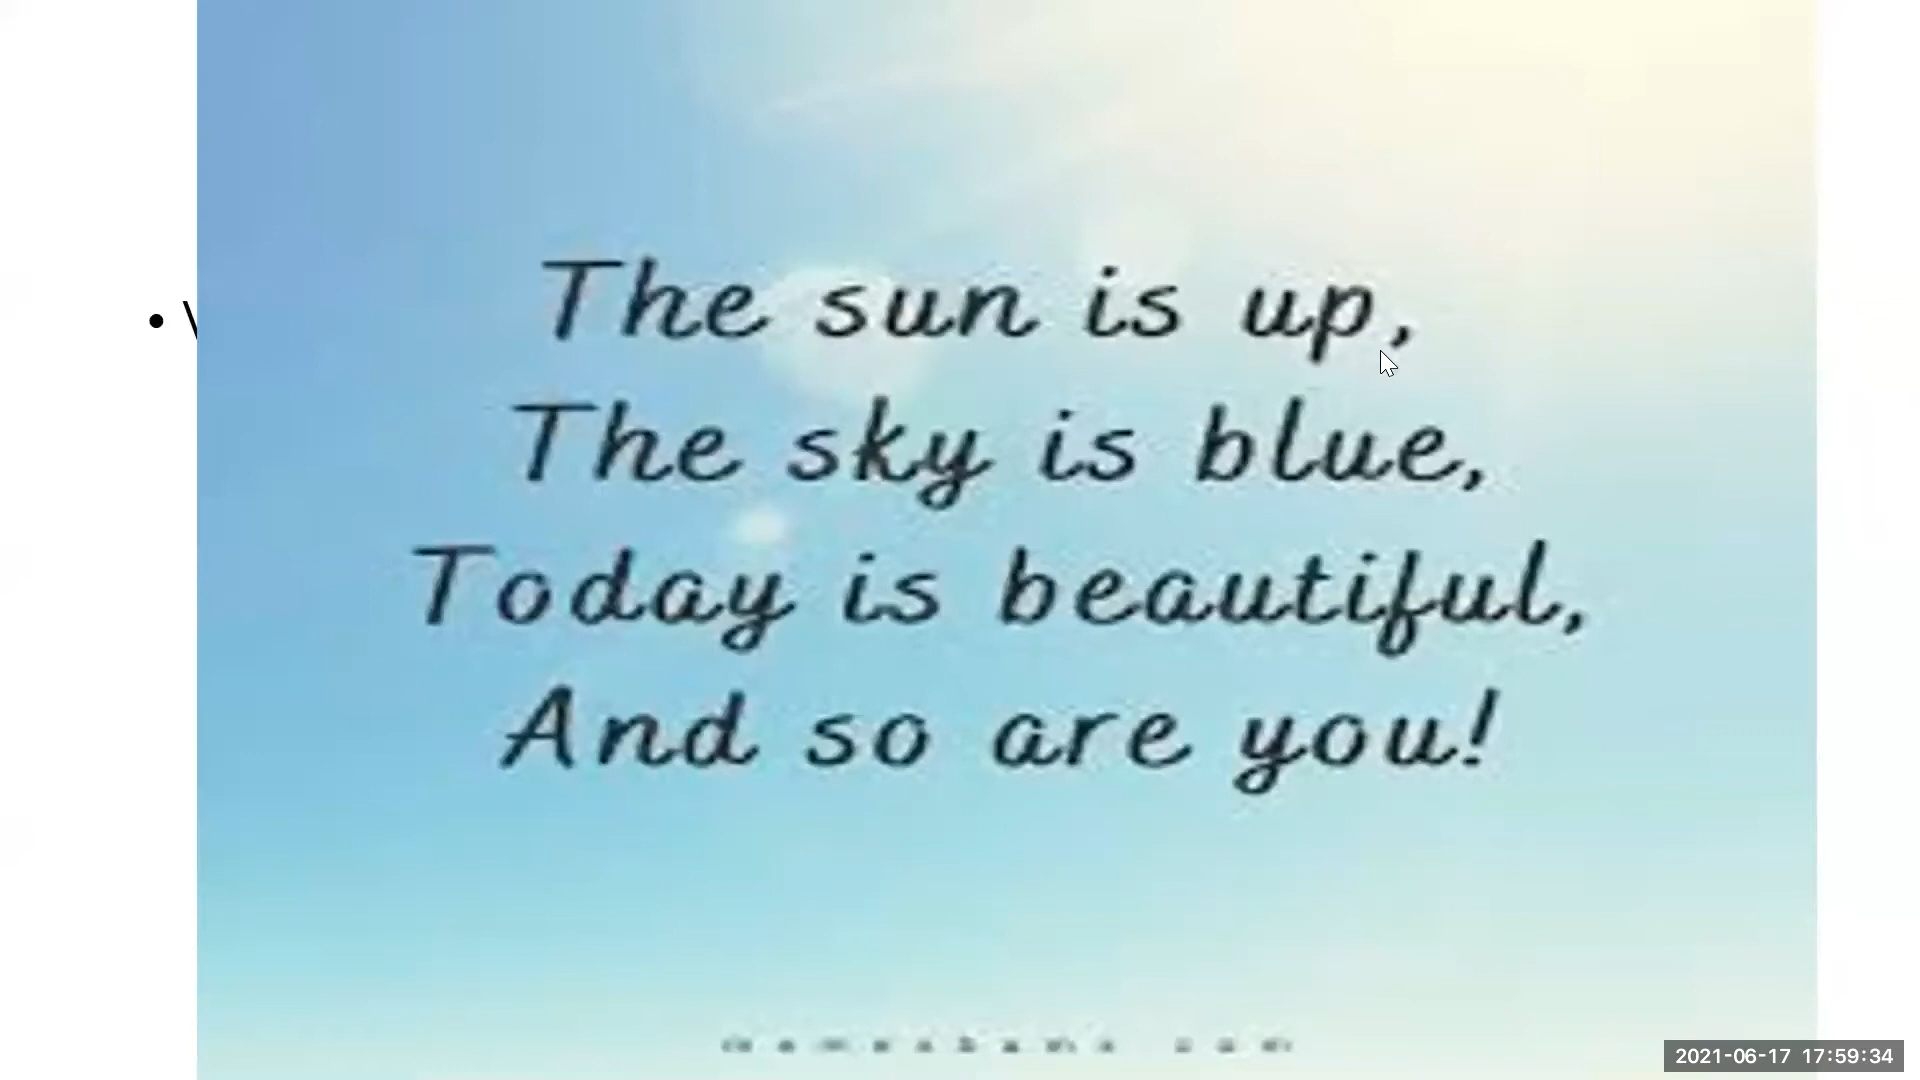 The sun is up,
The sky is blue,
Today is beautiful,
And so are you!
2021-06-17 17:59:34